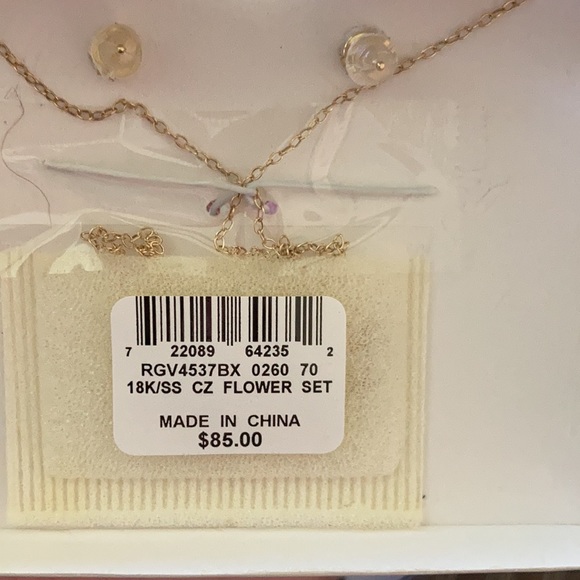 7 22089 64235 2
RGV4537BX 0260 70
18K/SS CZ FLOWER SET
MADE IN CHINA
$85.00